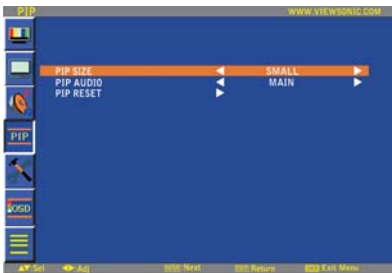 PIP WWW.VIEWSONIC.COM
PIP SIZE SMALL
PIP AUDIO MAIN
PIP RESET
PIP
OSD
▲▼:Sel ◀▶:Adj Next Return Exit Menu